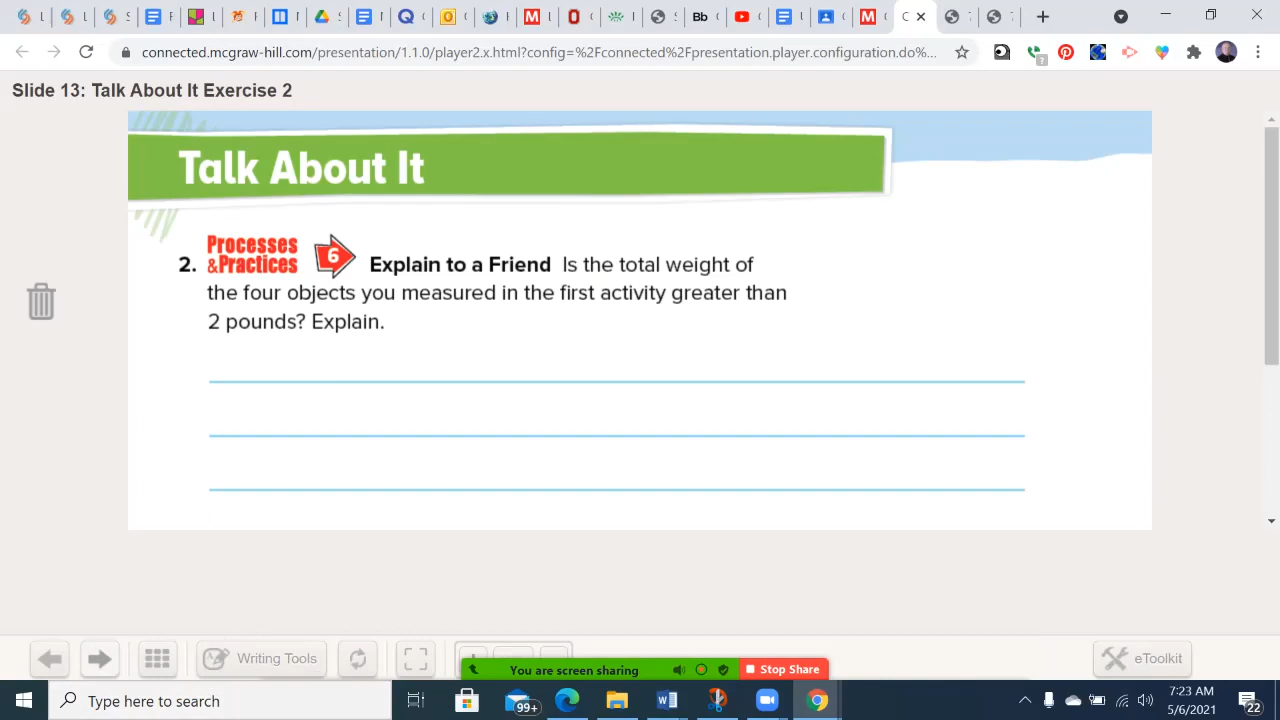 connected.mcgraw-hill.com/presentation/1.1.0/player2.x.html?config=%2Fconnected%2Fpresentation.player.configuration.do%...
Slide 13: Talk About It Exercise 2
Talk About It
2. Processes & Practices 6 Explain to a Friend Is the total weight of
the four objects you measured in the first activity greater than
2 pounds? Explain.
Writing Tools
eToolkit
You are screen sharing
Stop Share
Type here to search
99+
7:23 AM
5/6/2021
22